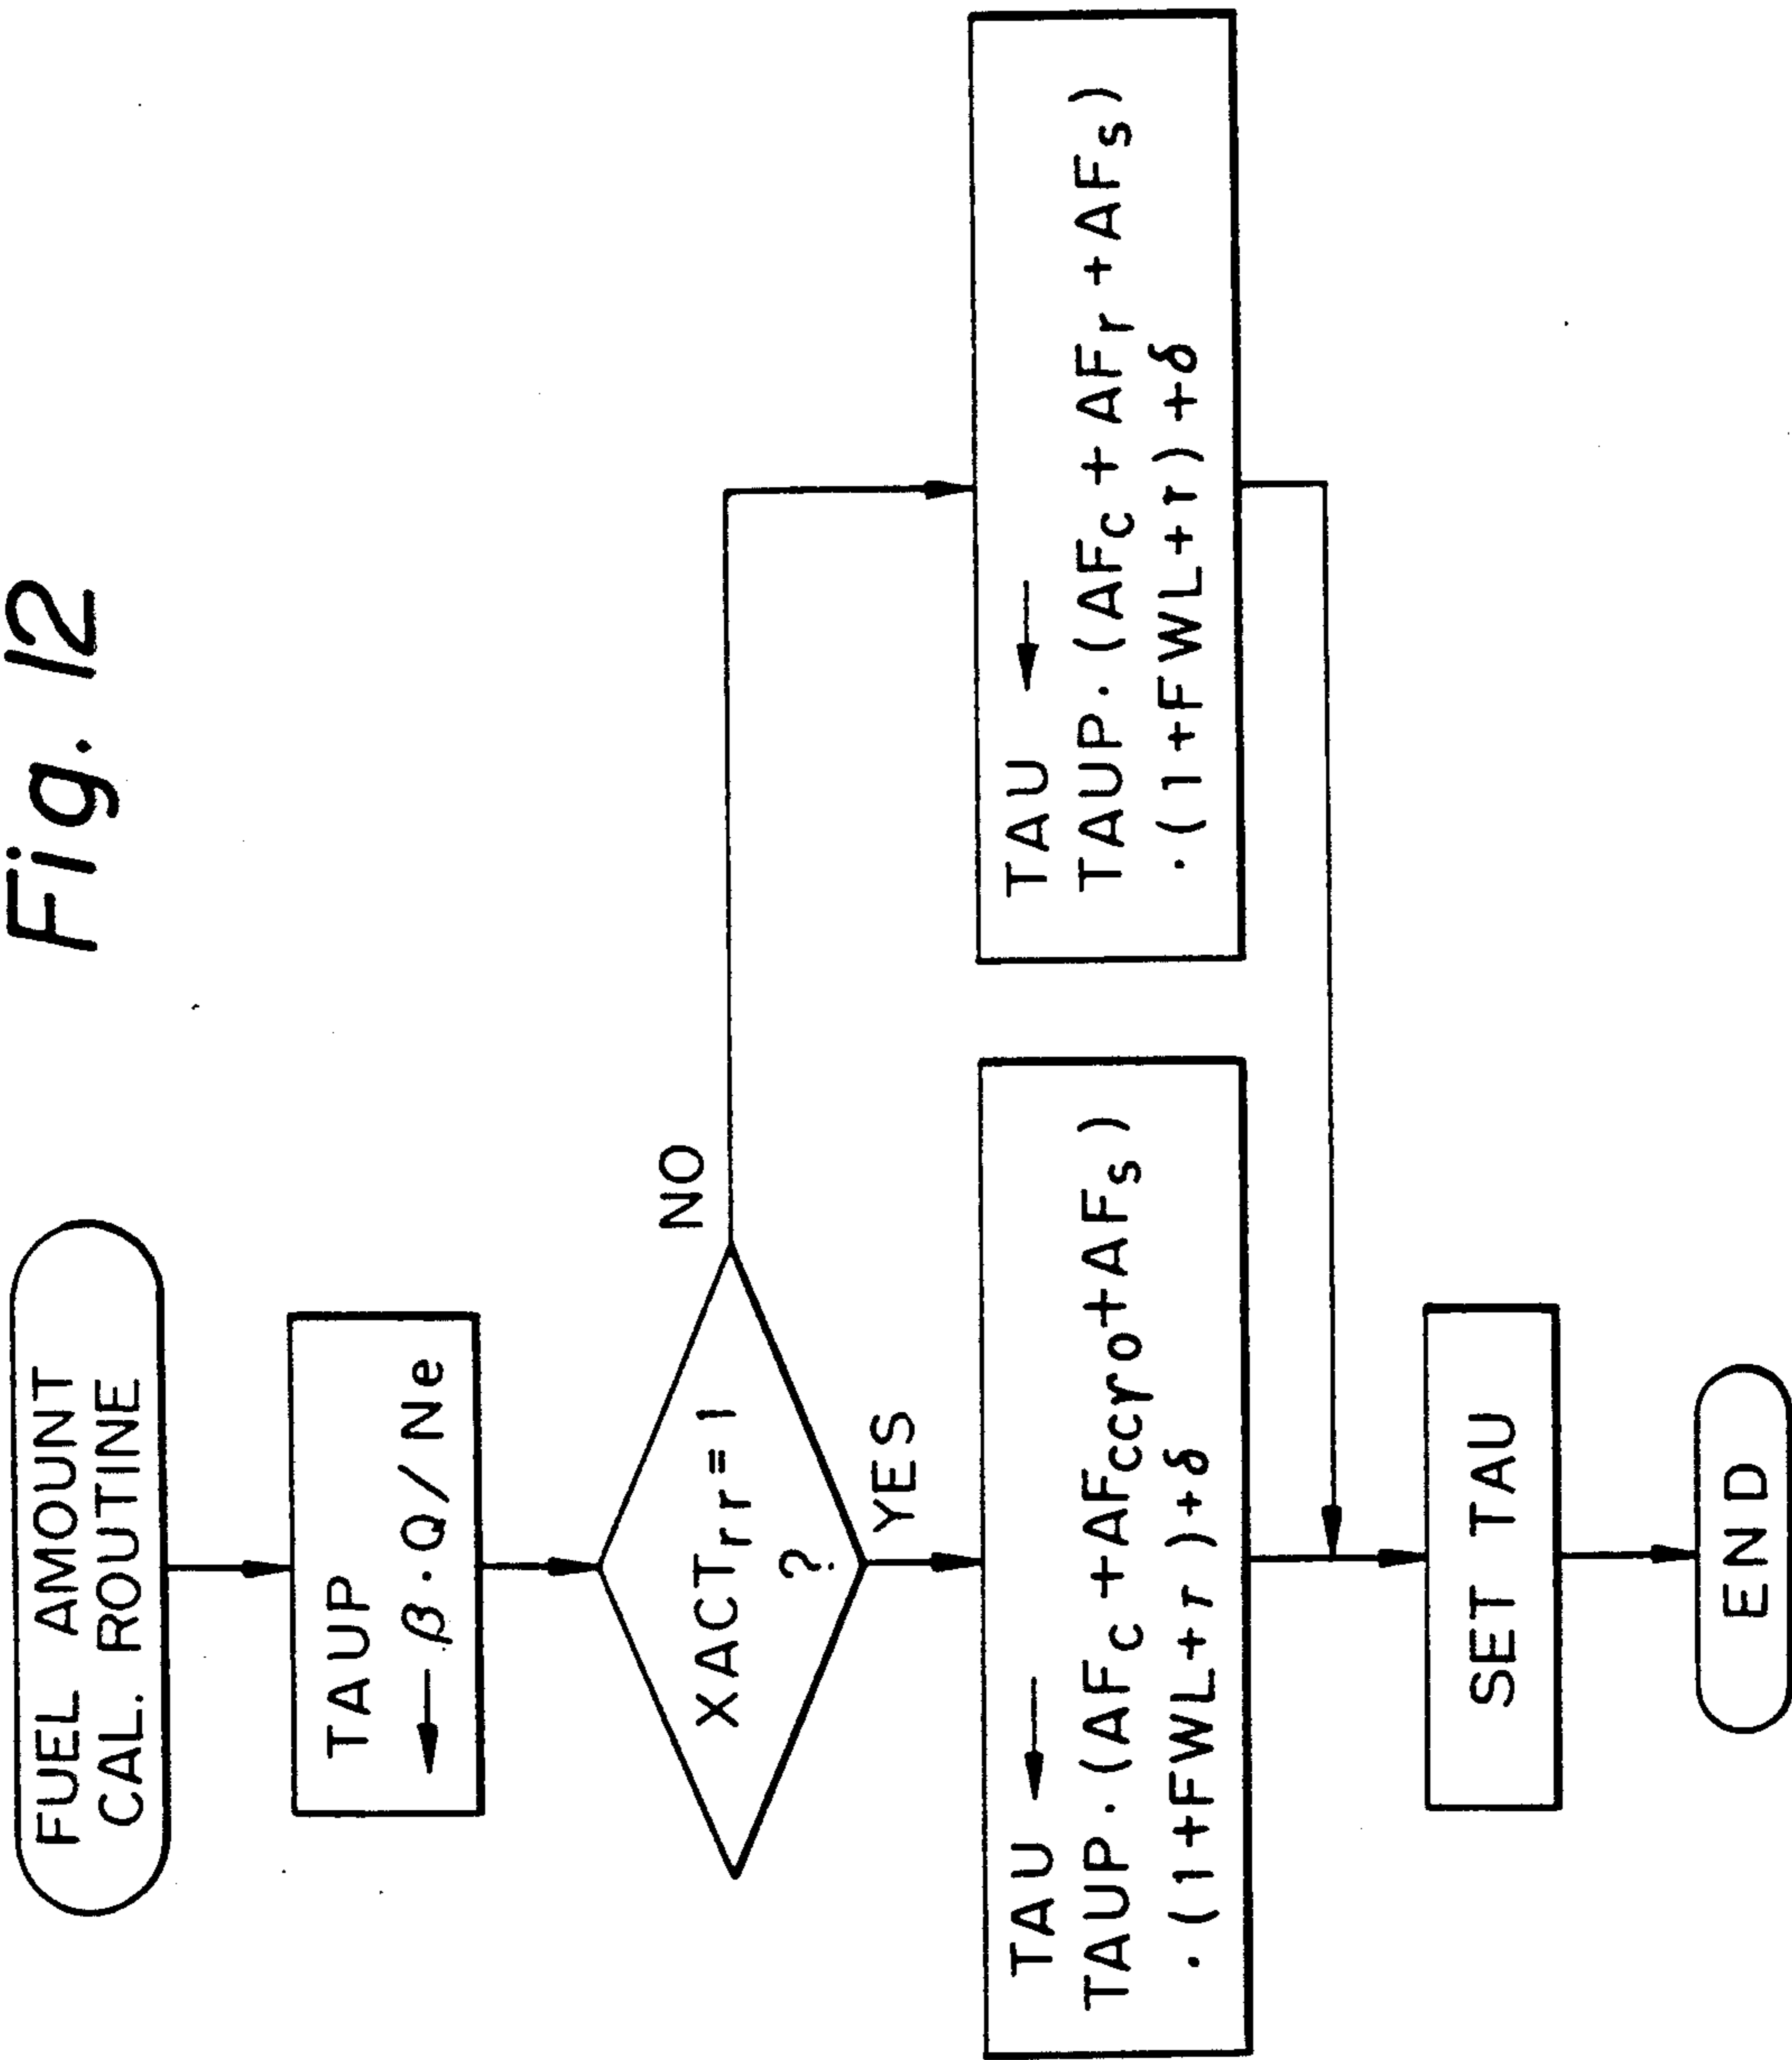 Fig. 12
FUEL AMOUNT
CAL. ROUTINE
TAUP
← β・Q/Ne
XACTrr=1
?
NO
YES
TAU ←
TAUP・(AFc+AFccγo+AFs)
・(1+FWL+r)+δ
TAU ←
TAUP・(AFc+AFr+AFs)
・(1+FWL+r)+δ
SET TAU
END